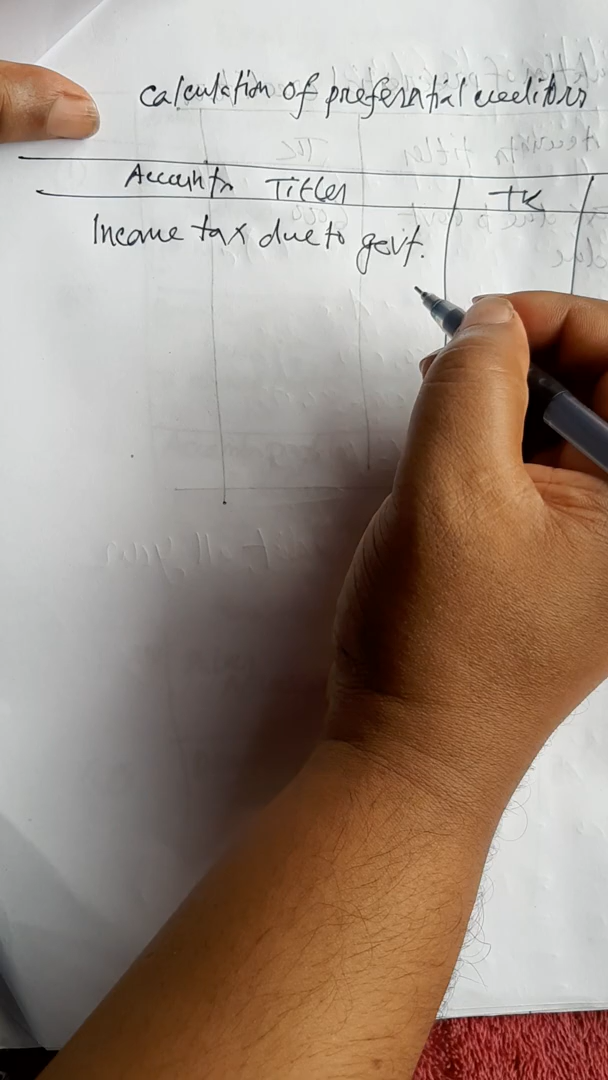 calculation of preferential creditors
Accounts Titles TK
Income tax due to govt.